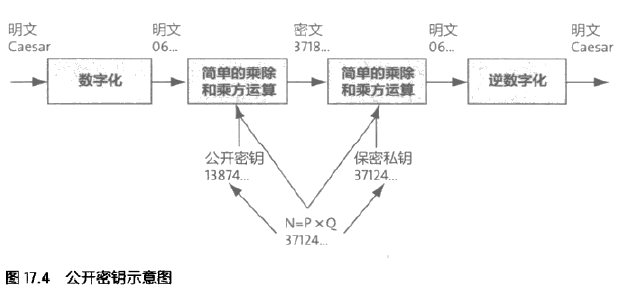 明文
Caesar
明文
06...
密文
3718...
明文
06...
明文
Caesar
数字化
简单的乘除
和乘方运算
简单的乘除
和乘方运算
逆数字化
公开密钥
13874...
保密私钥
37124...
N=P×Q
37124...
图 17.4 公开密钥示意图